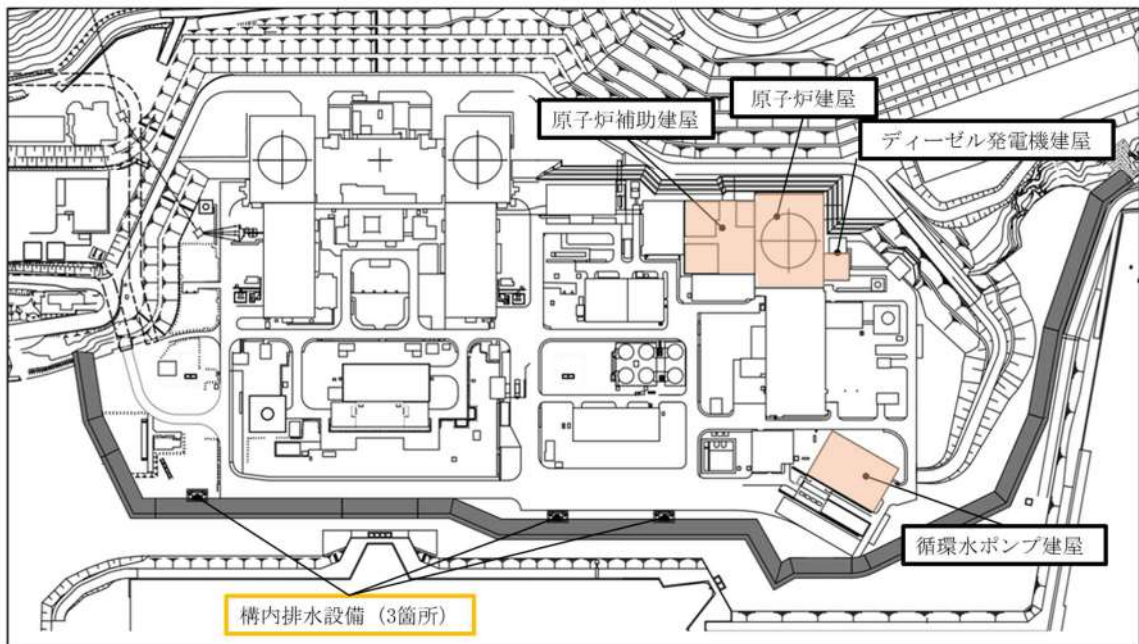 原子炉建屋
原子炉補助建屋
ディーゼル発電機建屋
循環水ポンプ建屋
構内排水設備（3箇所）